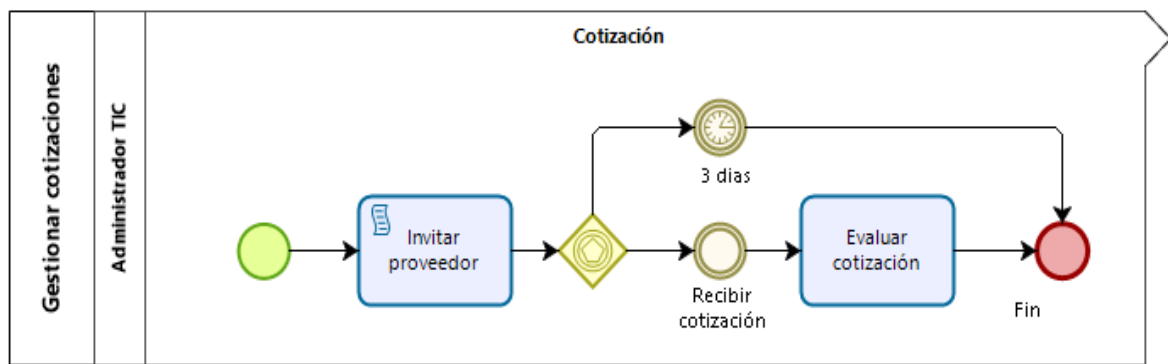 Gestionar cotizaciones
Administrador TIC
Cotización
3 dias
Invitar
proveedor
Recibir
cotización
Evaluar
cotización
Fin